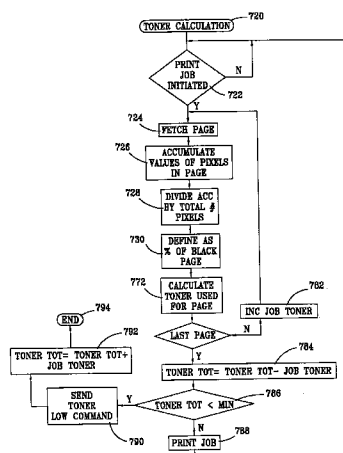 TONER CALCULATION
720
PRINT
JOB
INITIATED
N
722
Y
724
FETCH PAGE
726
ACCUMULATE
VALUES OF PIXELS
IN PAGE
728
DIVIDE ACC
BY TOTAL #
PIXELS
730
DEFINE AS
% OF BLACK
PAGE
772
CALCULATE
TONER USED
FOR PAGE
782
INC JOB TONER
LAST PAGE
N
Y
784
TONER TOT= TONER TOT- JOB TONER
786
TONER TOT < MIN
Y
N
788
PRINT JOB
SEND
TONER
LOW COMMAND
790
792
TONER TOT= TONER TOT+
JOB TONER
END
794